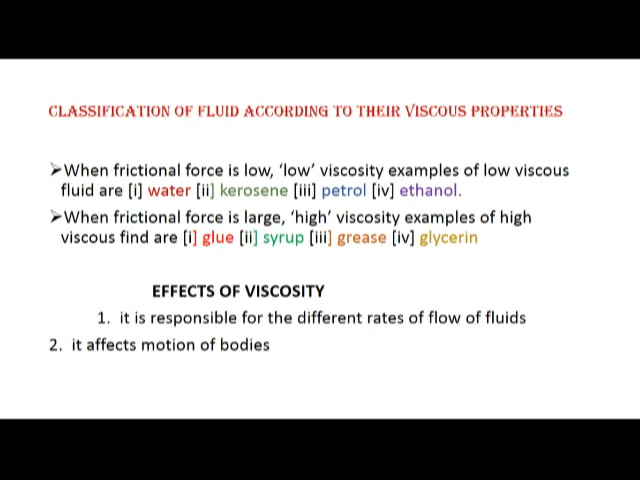 CLASSIFICATION OF FLUID ACCORDING TO THEIR VISCOUS PROPERTIES
➢When frictional force is low, ‘low’ viscosity examples of low viscous
fluid are [i] water [ii] kerosene [iii] petrol [iv] ethanol.
➢When frictional force is large, ‘high’ viscosity examples of high
viscous find are [i] glue [ii] syrup [iii] grease [iv] glycerin
EFFECTS OF VISCOSITY
1. it is responsible for the different rates of flow of fluids
2. it affects motion of bodies